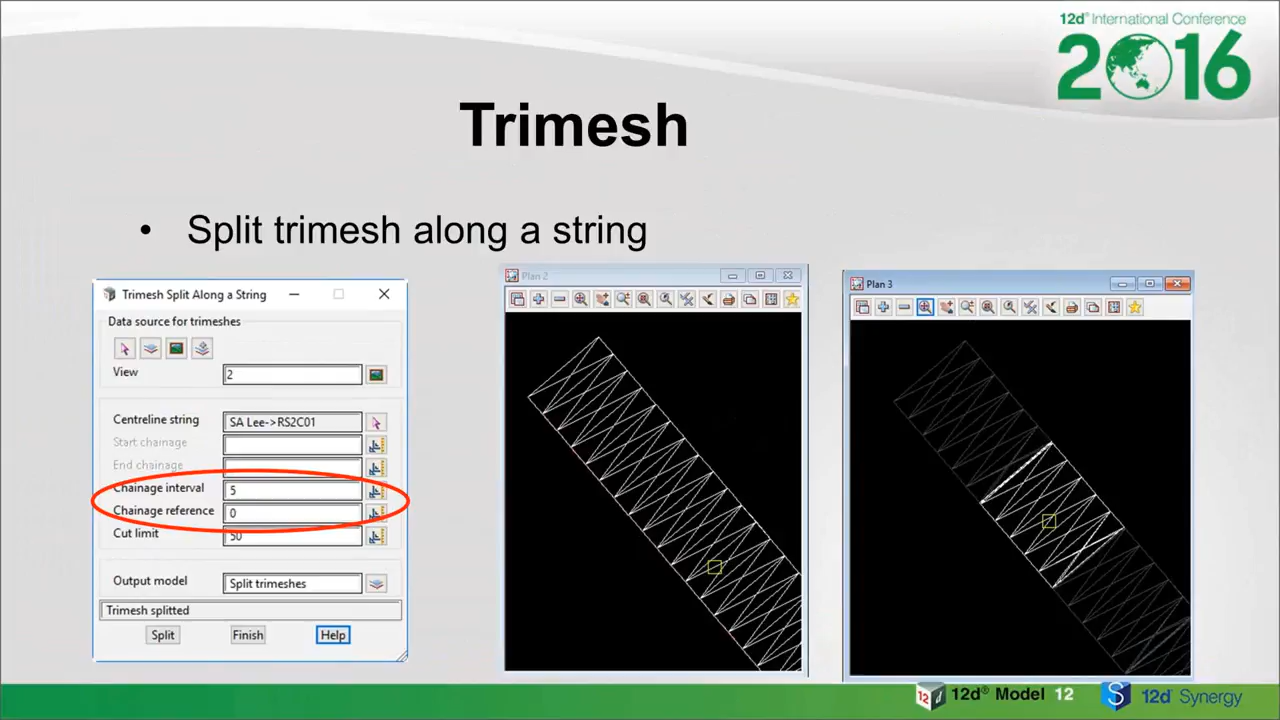 12d® International Conference
2016
Trimesh
• Split trimesh along a string
Trimesh Split Along a String
Data source for trimeshes
View
2
Centreline string
SA Lee->RS2C01
Start chainage
End chainage
Chainage interval
5
Chainage reference
0
Cut limit
50
Output model
Split trimeshes
Trimesh splitted
Split
Finish
Help
Plan 2
Plan 3
12d® Model 12
12d Synergy